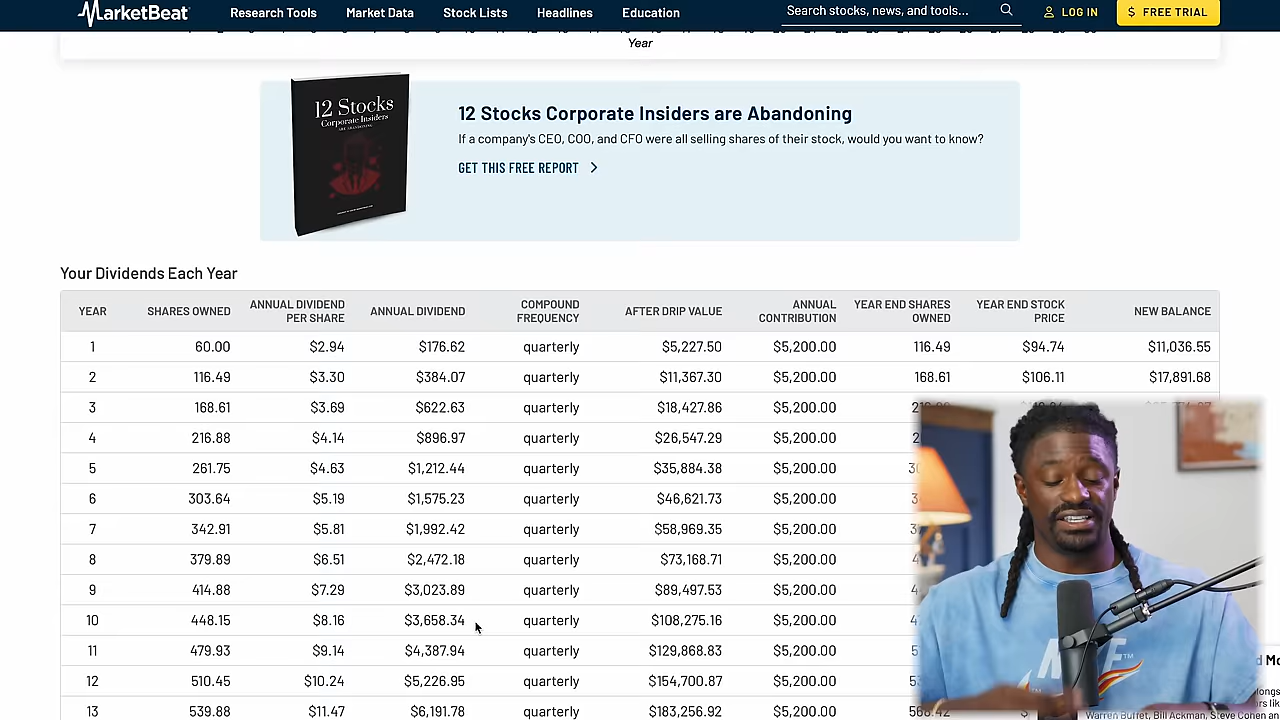 MarketBeat Research Tools Market Data Stock Lists Headlines Education Search stocks, news, and tools... LOG IN $ FREE TRIAL
Year
12 Stocks
Corporate Insiders
ARE ABANDONING
12 Stocks Corporate Insiders are Abandoning
If a company's CEO, COO, and CFO were all selling shares of their stock, would you want to know?
GET THIS FREE REPORT
Your Dividends Each Year
YEAR SHARES OWNED ANNUAL DIVIDEND PER SHARE ANNUAL DIVIDEND COMPOUND FREQUENCY AFTER DRIP VALUE ANNUAL CONTRIBUTION YEAR END SHARES OWNED YEAR END STOCK PRICE NEW BALANCE
1 60.00 $2.94 $176.62 quarterly $5,227.50 $5,200.00 116.49 $94.74 $11,036.55
2 116.49 $3.30 $384.07 quarterly $11,367.30 $5,200.00 168.61 $106.11 $17,891.68
3 168.61 $3.69 $622.63 quarterly $18,427.86 $5,200.00
4 216.88 $4.14 $896.97 quarterly $26,547.29 $5,200.00
5 261.75 $4.63 $1,212.44 quarterly $35,884.38 $5,200.00
6 303.64 $5.19 $1,575.23 quarterly $46,621.73 $5,200.00
7 342.91 $5.81 $1,992.42 quarterly $58,969.35 $5,200.00
8 379.89 $6.51 $2,472.18 quarterly $73,168.71 $5,200.00
9 414.88 $7.29 $3,023.89 quarterly $89,497.53 $5,200.00
10 448.15 $8.16 $3,658.34 quarterly $108,275.16 $5,200.00
11 479.93 $9.14 $4,387.94 quarterly $129,868.83 $5,200.00
12 510.45 $10.24 $5,226.95 quarterly $154,700.87 $5,200.00
13 539.88 $11.47 $6,191.78 quarterly $183,256.92 $5,200.00 568.42
Warren Buffet, Bill Ackman, Steve Cohen